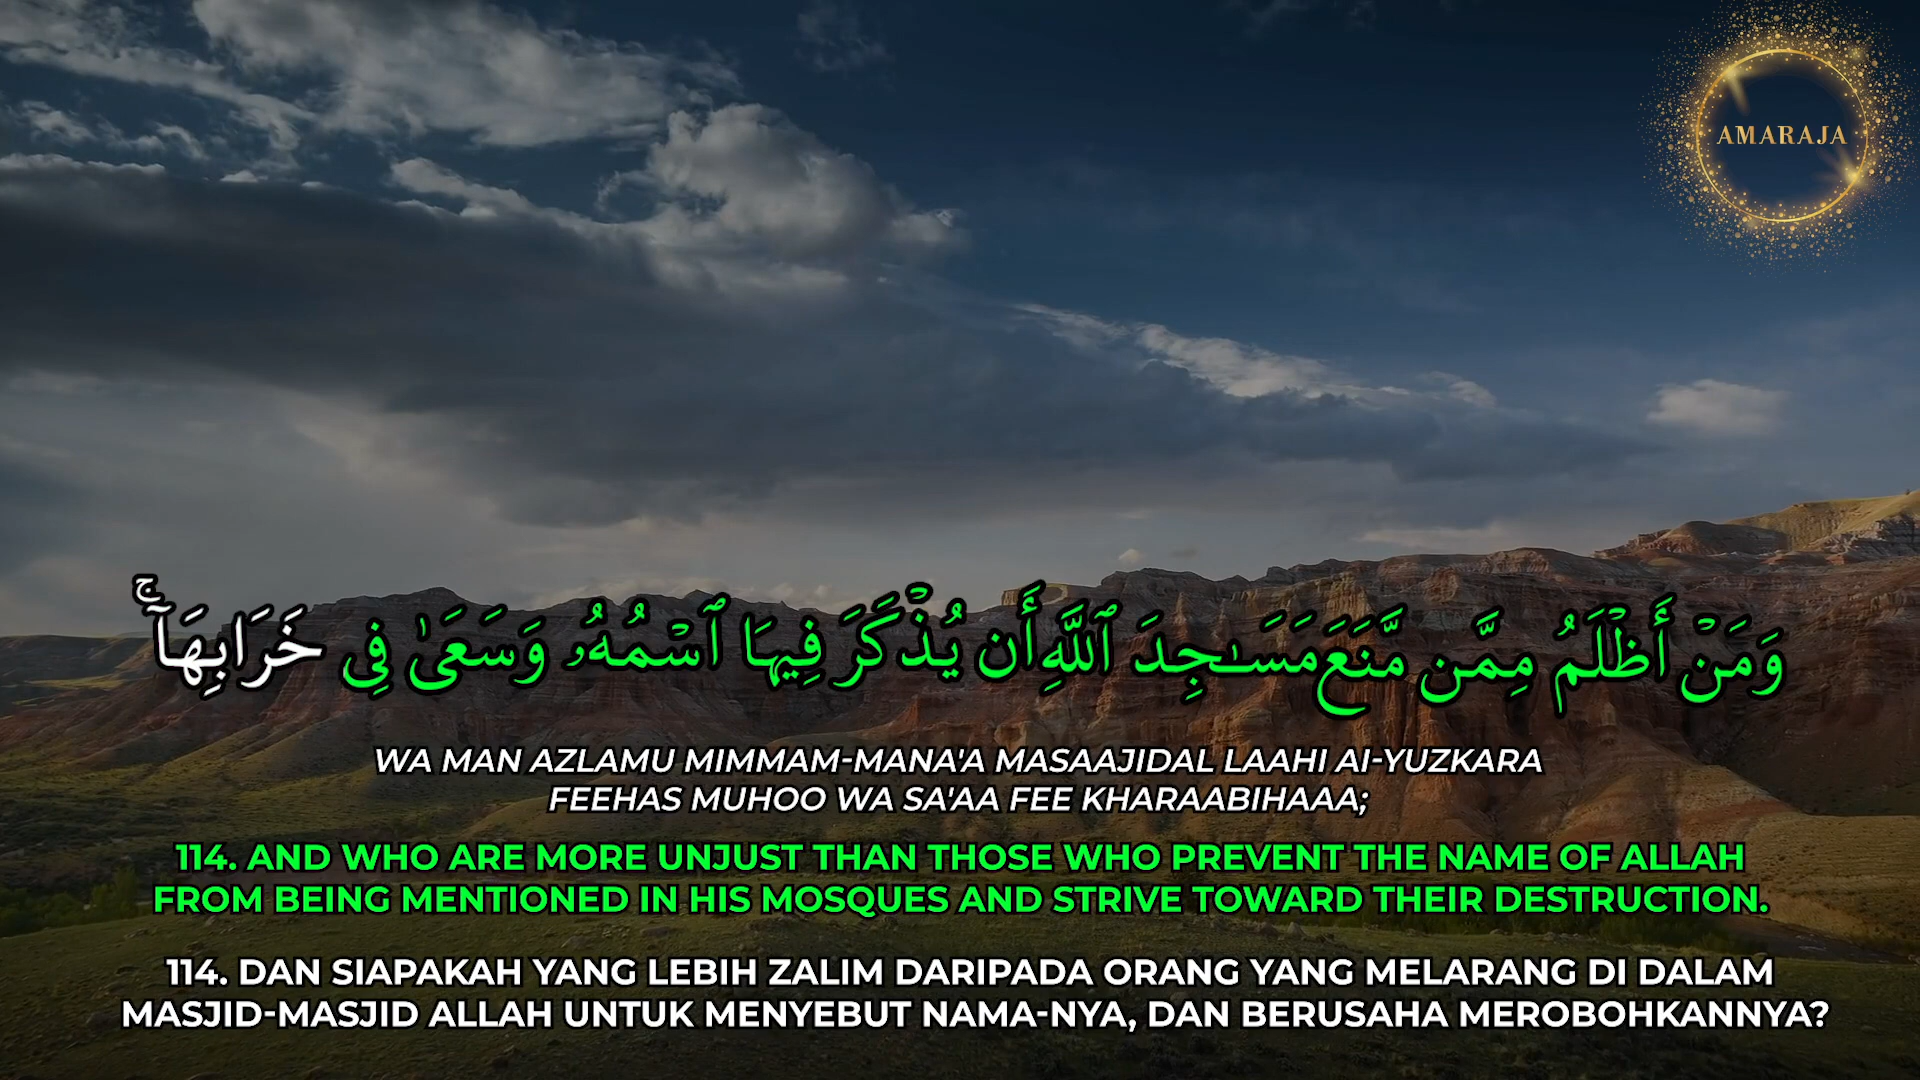 AMARAJA
وَمَنْ أَظْلَمُ مِمَّن مَّنَعَ مَسَـٰجِدَ ٱللَّهِ أَن يُذْكَرَ فِيهَا ٱسْمُهُۥ وَسَعَىٰ فِى خَرَابِهَآ ۚ
WA MAN AZLAMU MIMMAM-MANA'A MASAAJIDAL LAAHI AI-YUZKARA
FEEHAS MUHOO WA SA'AA FEE KHARAABIHAAA;
114. AND WHO ARE MORE UNJUST THAN THOSE WHO PREVENT THE NAME OF ALLAH
FROM BEING MENTIONED IN HIS MOSQUES AND STRIVE TOWARD THEIR DESTRUCTION.
114. DAN SIAPAKAH YANG LEBIH ZALIM DARIPADA ORANG YANG MELARANG DI DALAM
MASJID-MASJID ALLAH UNTUK MENYEBUT NAMA-NYA, DAN BERUSAHA MEROBOHKANNYA?